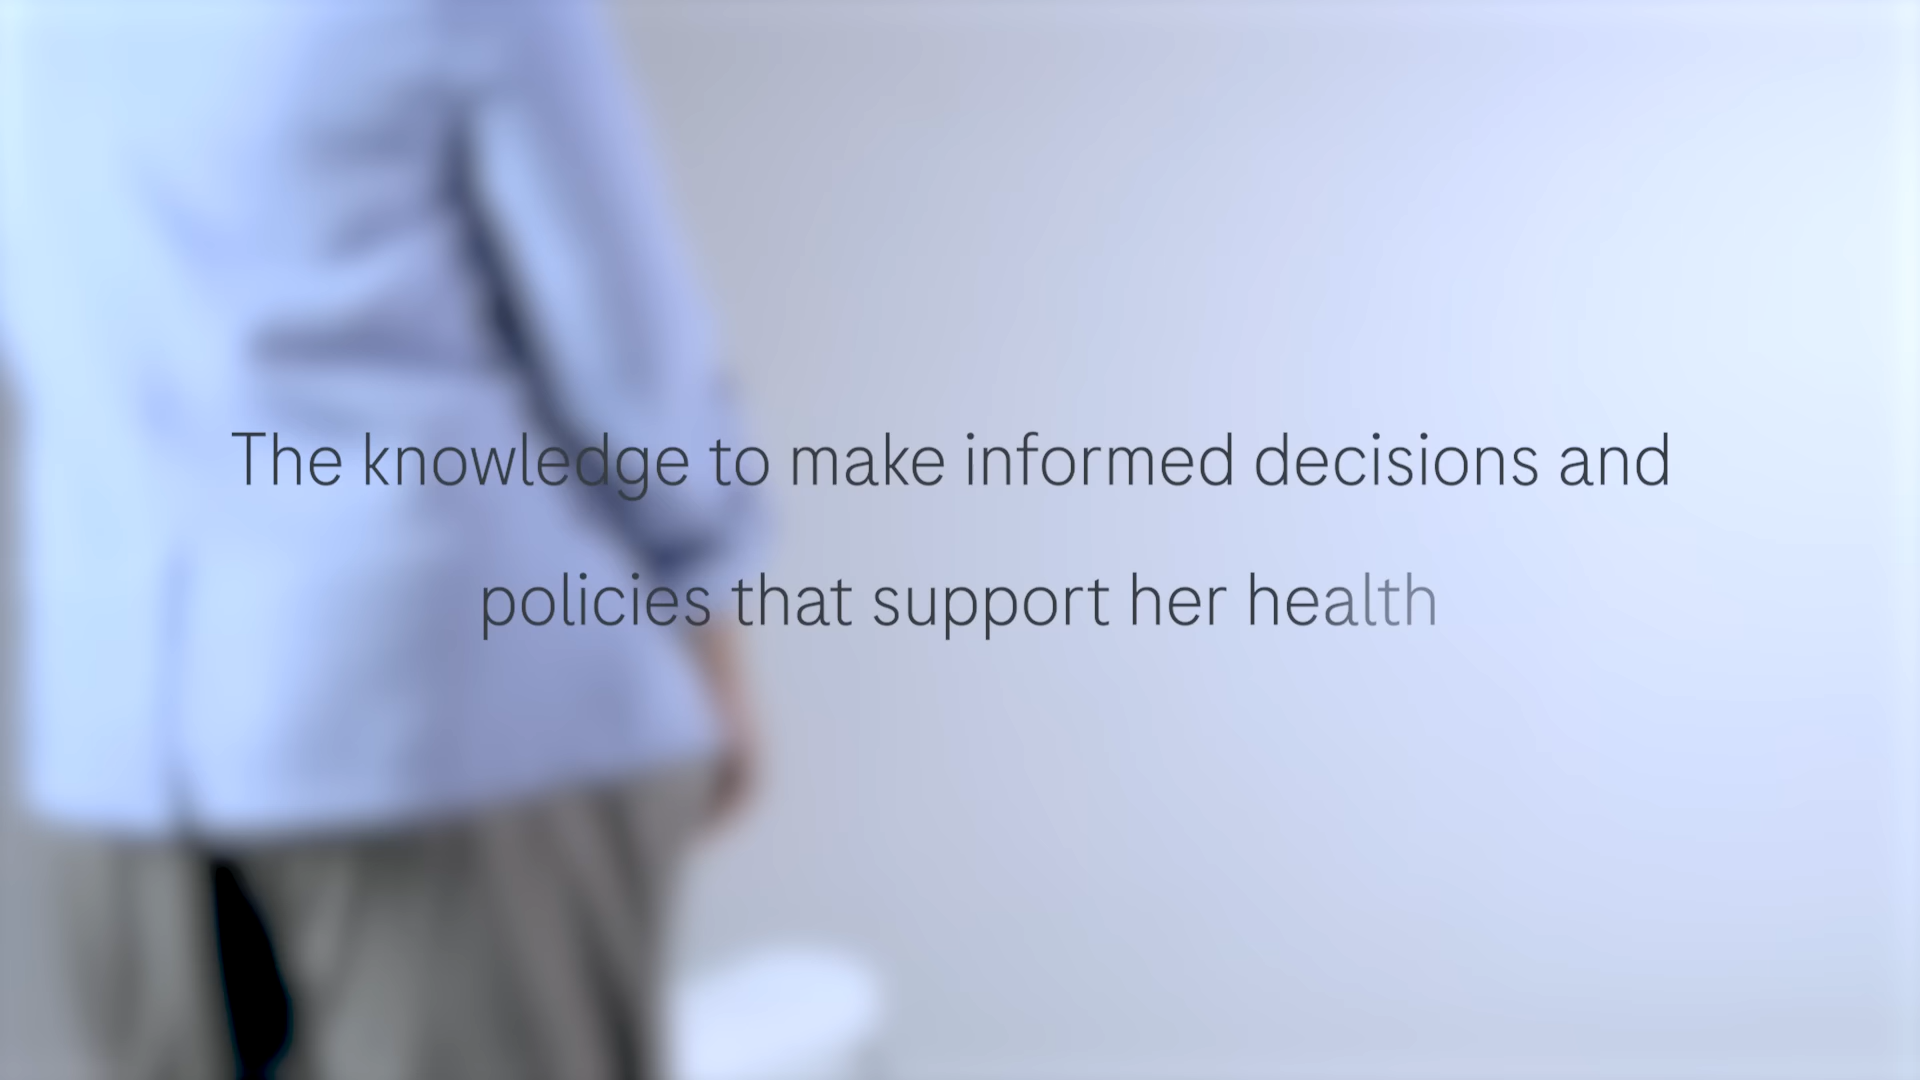 The knowledge to make informed decisions and
policies that support her health